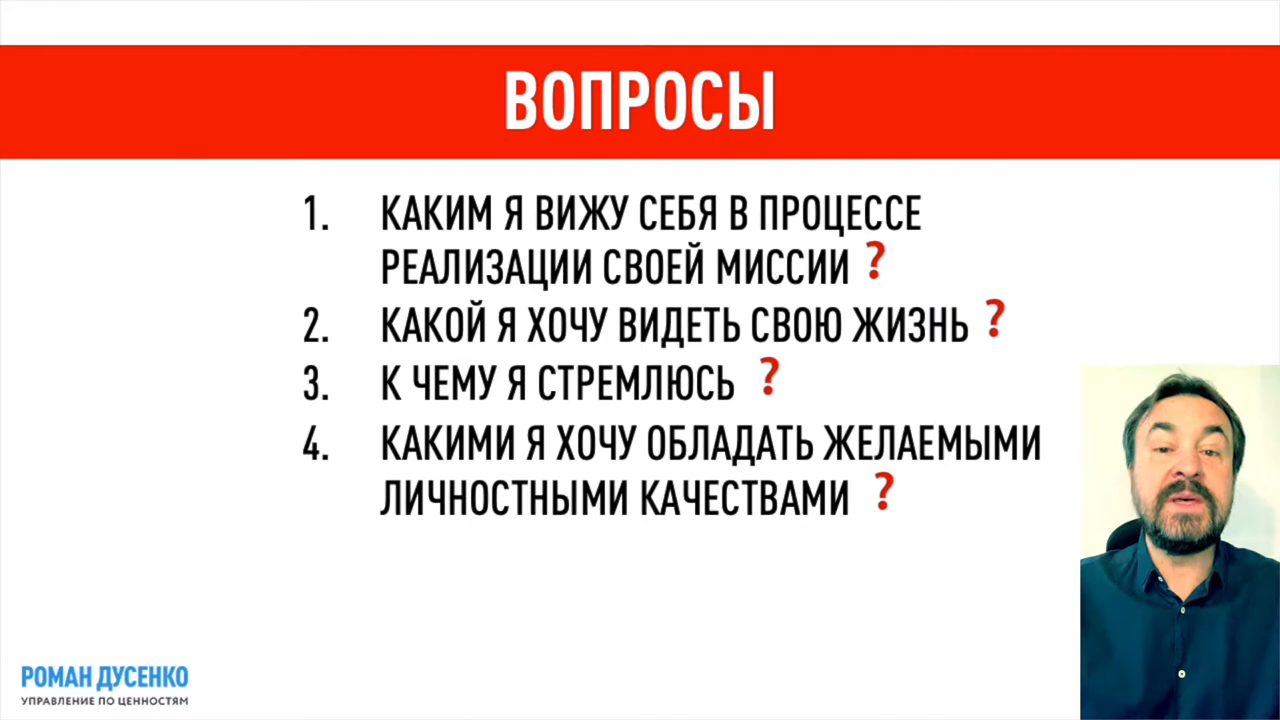 ВОПРОСЫ
1. КАКИМ Я ВИЖУ СЕБЯ В ПРОЦЕССЕ
РЕАЛИЗАЦИИ СВОЕЙ МИССИИ ?
2. КАКОЙ Я ХОЧУ ВИДЕТЬ СВОЮ ЖИЗНЬ ?
3. К ЧЕМУ Я СТРЕМЛЮСЬ ?
4. КАКИМИ Я ХОЧУ ОБЛАДАТЬ ЖЕЛАЕМЫМИ
ЛИЧНОСТНЫМИ КАЧЕСТВАМИ ?
РОМАН ДУСЕНКО
УПРАВЛЕНИЕ ПО ЦЕННОСТЯМ